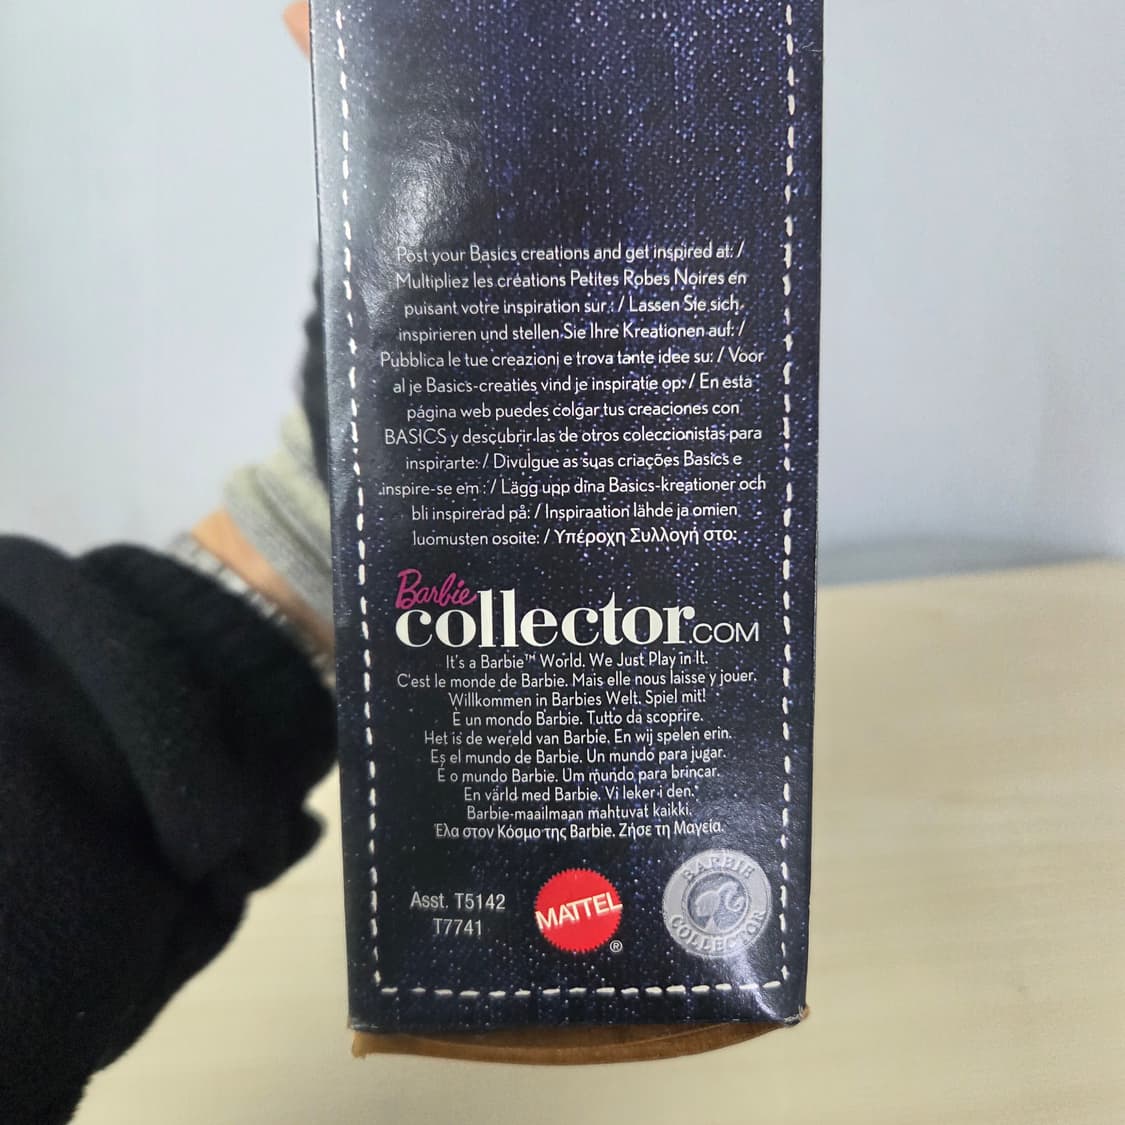 Post your Basics creations and get inspired at: /
Multipliez les créations Petites Robes Noires en
puisant votre inspiration sur : / Lassen Sie sich
inspirieren und stellen Sie Ihre Kreationen auf: /
Pubblica le tue creazioni e trova tante idee su: / Voor
al je Basics-creaties vind je inspiratie op: / En esta
página web puedes colgar tus creaciones con
BASICS y descubrir las de otros coleccionistas para
inspirarte: / Divulgue as suas criações Basics e
inspire-se em : / Lägg upp dina Basics-kreationer och
bli inspirerad på: / Inspiraation lähde ja omien
luomusten osoite: / Υπέροχη Συλλογή στο:
Barbie
collector.COM
It's a Barbie™ World. We Just Play in It.
C'est le monde de Barbie. Mais elle nous laisse y jouer.
Willkommen in Barbies Welt. Spiel mit!
È un mondo Barbie. Tutto da scoprire.
Het is de wereld van Barbie. En wij spelen erin.
Es el mundo de Barbie. Un mundo para jugar.
É o mundo Barbie. Um mundo para brincar.
En värld med Barbie. Vi leker i den.
Barbie-maailmaan mahtuvat kaikki.
Έλα στον Κόσμο της Barbie. Ζήσε τη Μαγεία.
Asst. T5142
T7741
MATTEL
®
BARBIE
COLLECTOR